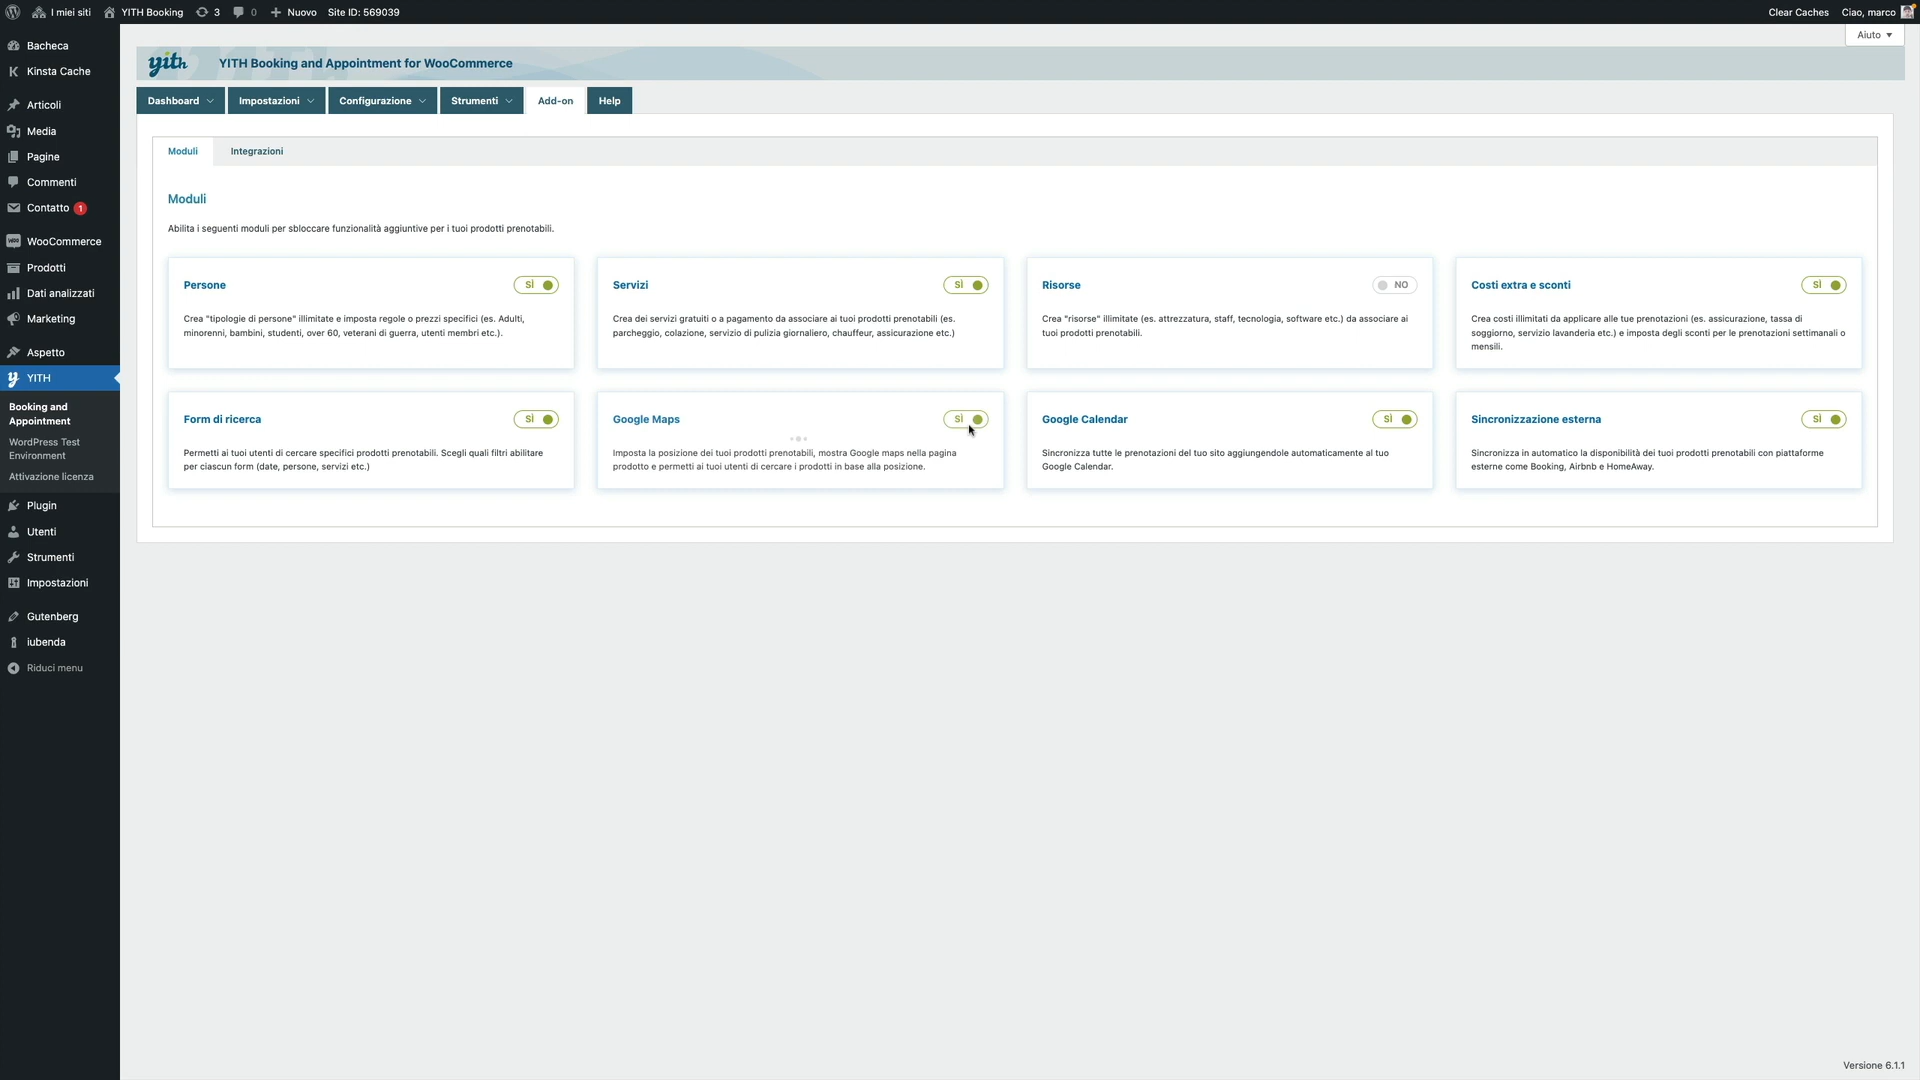 I miei siti
YITH Booking
3
0
Nuovo
Site ID: 569039
Clear Caches
Ciao, marco
Aiuto
Bacheca
Kinsta Cache
Articoli
Media
Pagine
Commenti
Contatto 1
WooCommerce
Prodotti
Dati analizzati
Marketing
Aspetto
YITH
Booking and
Appointment
WordPress Test
Environment
Attivazione licenza
Plugin
Utenti
Strumenti
Impostazioni
Gutenberg
iubenda
Riduci menu
yith
YITH Booking and Appointment for WooCommerce
Dashboard
Impostazioni
Configurazione
Strumenti
Add-on
Help
Moduli
Integrazioni
Moduli
Abilita i seguenti moduli per sbloccare funzionalità aggiuntive per i tuoi prodotti prenotabili.
Persone
SÌ
Crea "tipologie di persone" illimitate e imposta regole o prezzi specifici (es. Adulti,
minorenni, bambini, studenti, over 60, veterani di guerra, utenti membri etc.).
Servizi
SÌ
Crea dei servizi gratuiti o a pagamento da associare ai tuoi prodotti prenotabili (es.
parcheggio, colazione, servizio di pulizia giornaliero, chauffeur, assicurazione etc.)
Risorse
NO
Crea "risorse" illimitate (es. attrezzatura, staff, tecnologia, software etc.) da associare ai
tuoi prodotti prenotabili.
Costi extra e sconti
SÌ
Crea costi illimitati da applicare alle tue prenotazioni (es. assicurazione, tassa di
soggiorno, servizio lavanderia etc.) e imposta degli sconti per le prenotazioni settimanali o
mensili.
Form di ricerca
SÌ
Permetti ai tuoi utenti di cercare specifici prodotti prenotabili. Scegli quali filtri abilitare
per ciascun form (date, persone, servizi etc.)
Google Maps
SÌ
Imposta la posizione dei tuoi prodotti prenotabili, mostra Google maps nella pagina
prodotto e permetti ai tuoi utenti di cercare i prodotti in base alla posizione.
Google Calendar
SÌ
Sincronizza tutte le prenotazioni del tuo sito aggiungendole automaticamente al tuo
Google Calendar.
Sincronizzazione esterna
SÌ
Sincronizza in automatico la disponibilità dei tuoi prodotti prenotabili con piattaforme
esterne come Booking, Airbnb e HomeAway.
Versione 6.1.1